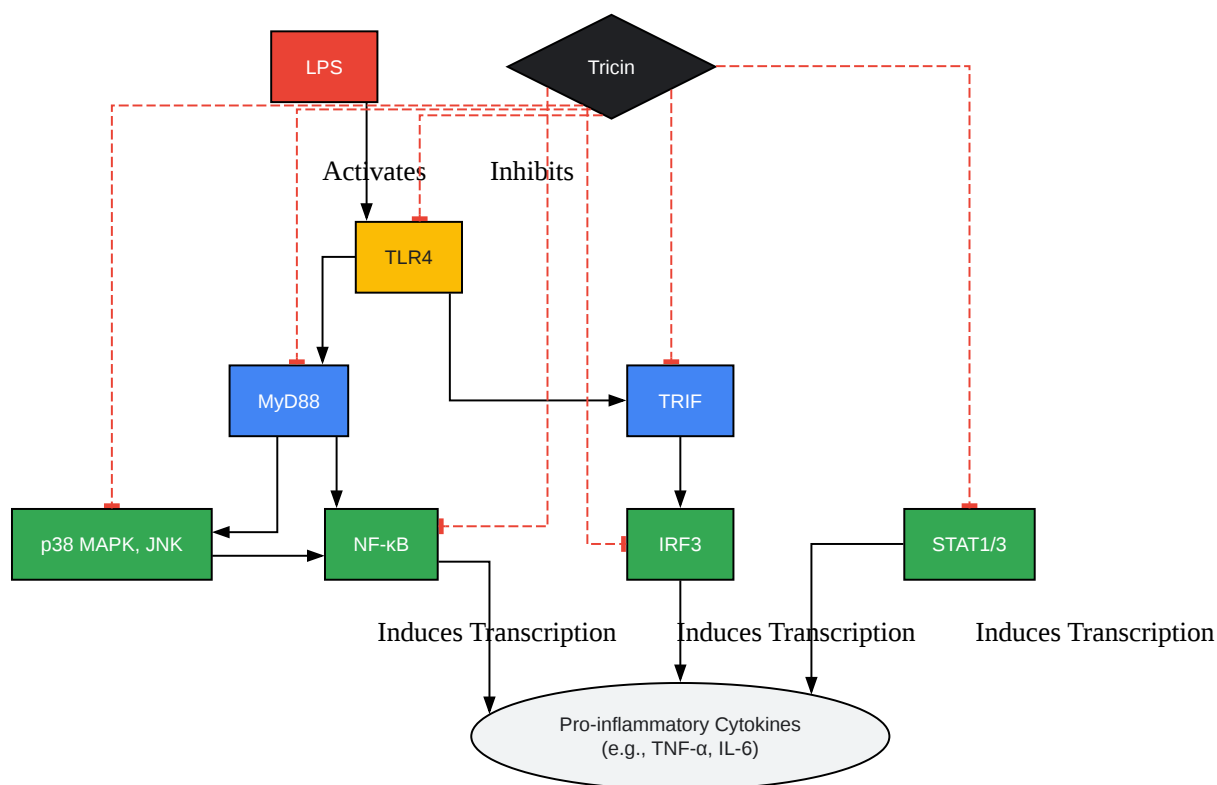 LPS
Tricin
Activates
Inhibits
TLR4
MyD88
TRIF
p38 MAPK, JNK
NF-κB
IRF3
STAT1/3
Induces Transcription
Induces Transcription
Induces Transcription
Pro-inflammatory Cytokines
(e.g., TNF-α, IL-6)